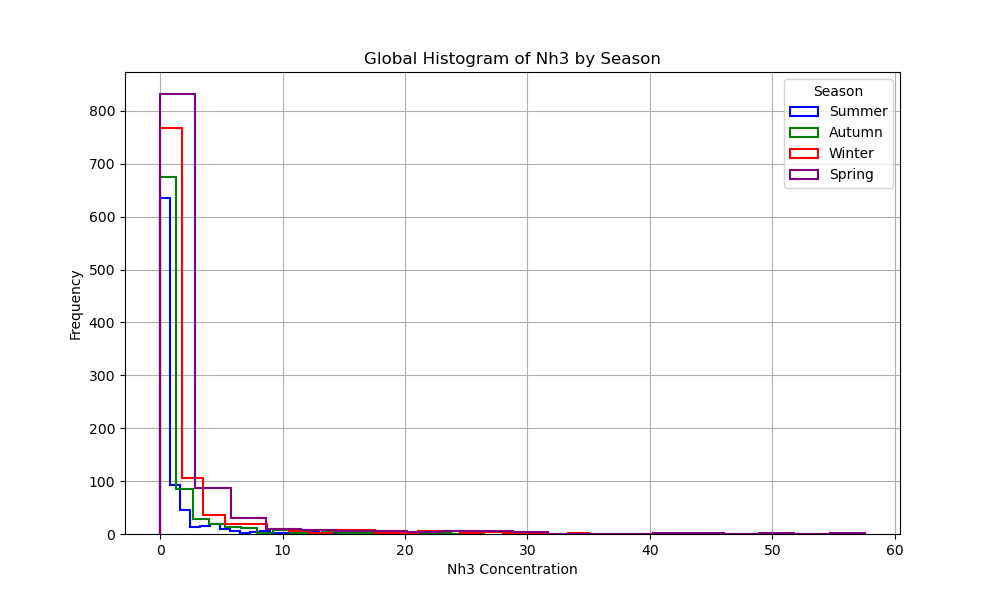 Global Histogram of Nh3 by Season
Season
Summer
Autumn
Winter
Spring
Frequency
800
700
600
500
400
300
200
100
0
0 10 20 30 40 50 60
Nh3 Concentration